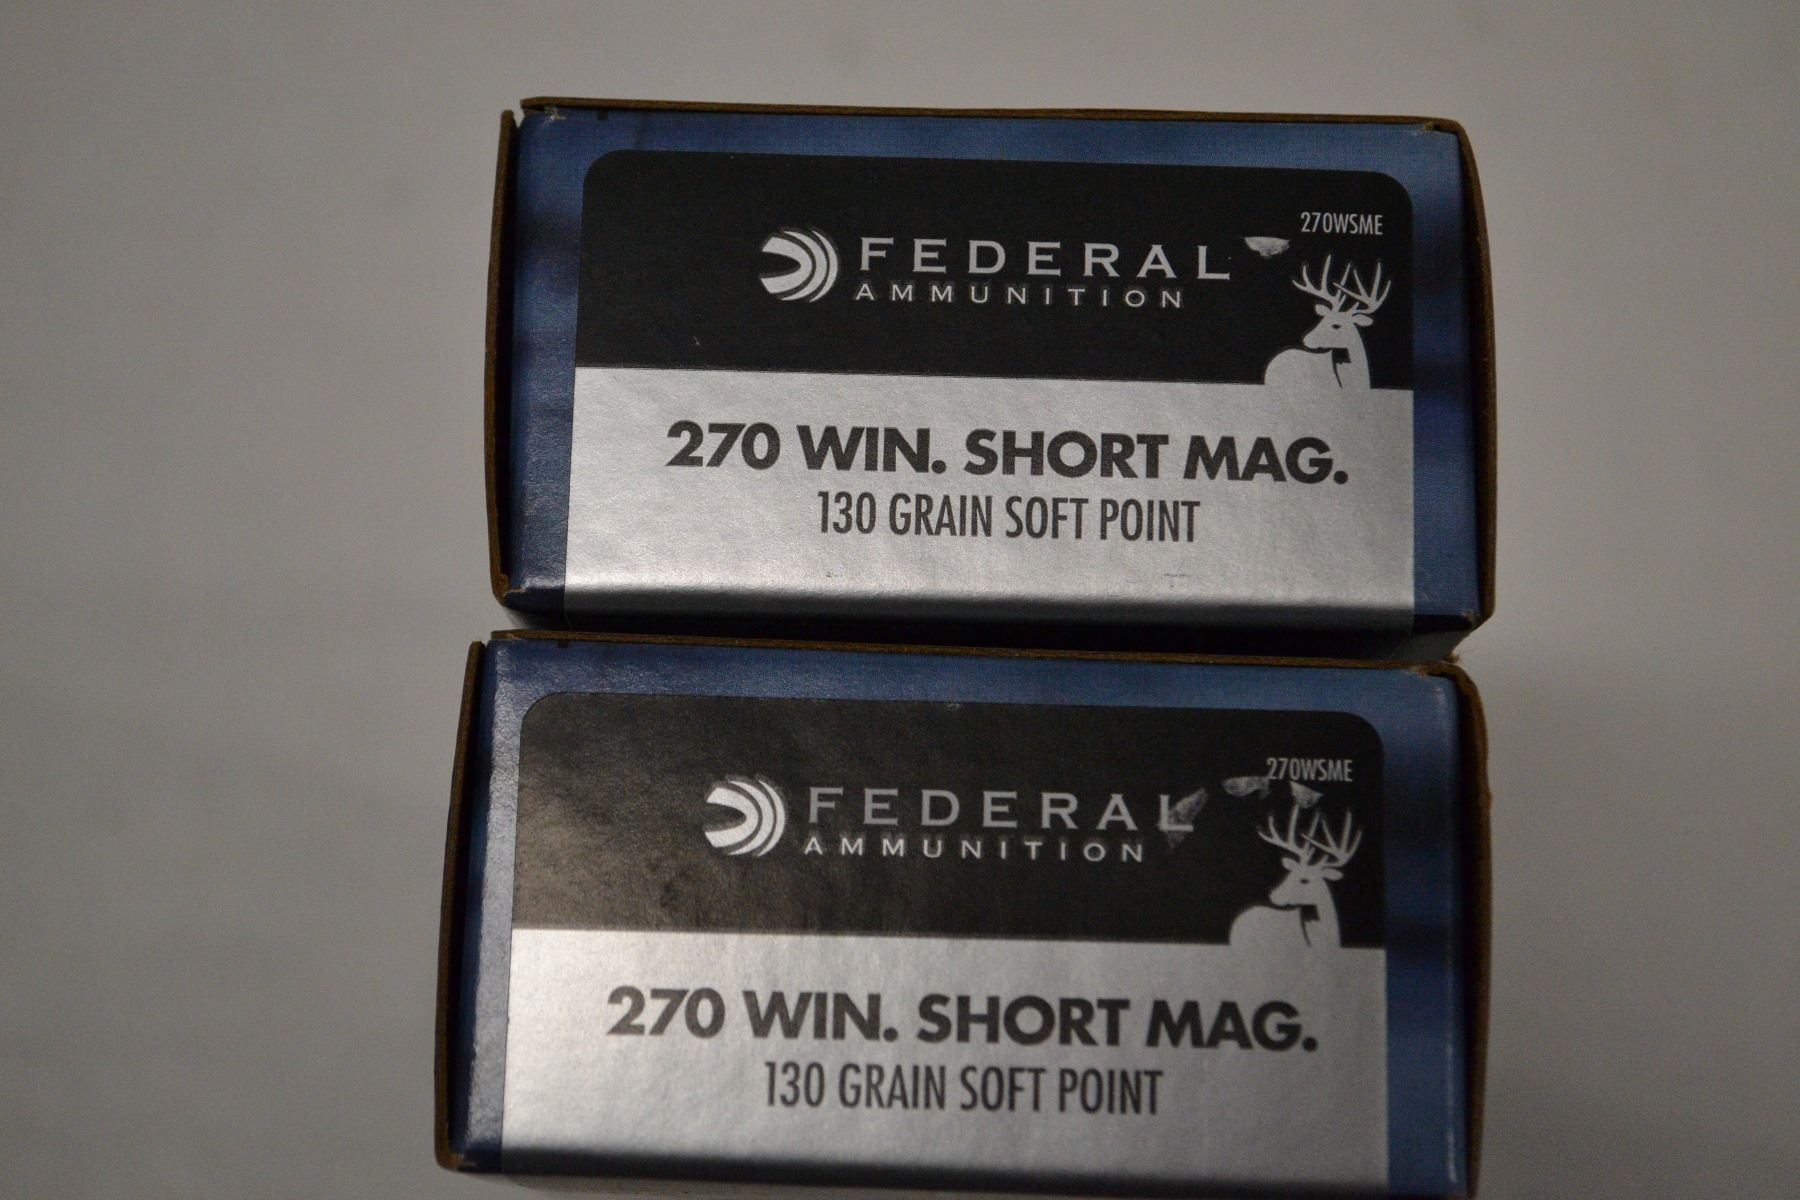 270WSME
FEDERAL
AMMUNITION
270 WIN. SHORT MAG.
130 GRAIN SOFT POINT
270WSME
FEDERAL
AMMUNITION
270 WIN. SHORT MAG.
130 GRAIN SOFT POINT